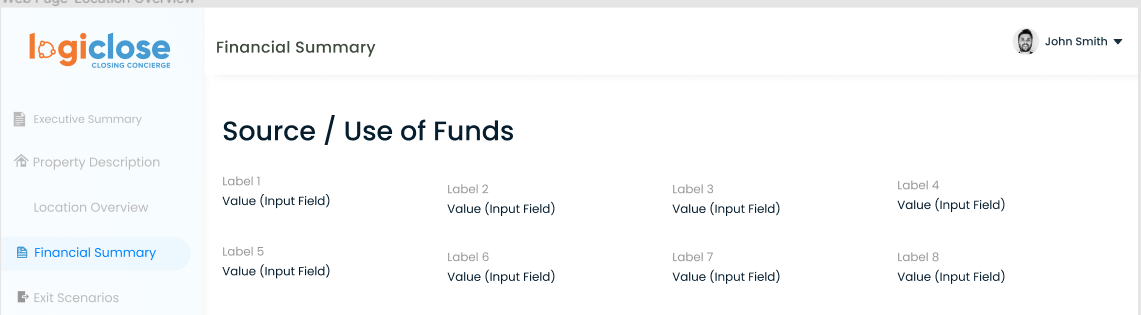 Web Page-Location Overview
logiclose
CLOSING CONCIERGE
Financial Summary
John Smith
Executive Summary
Property Description
Location Overview
Financial Summary
Exit Scenarios
Source / Use of Funds
Label 1
Value (Input Field)
Label 2
Value (Input Field)
Label 3
Value (Input Field)
Label 4
Value (Input Field)
Label 5
Value (Input Field)
Label 6
Value (Input Field)
Label 7
Value (Input Field)
Label 8
Value (Input Field)